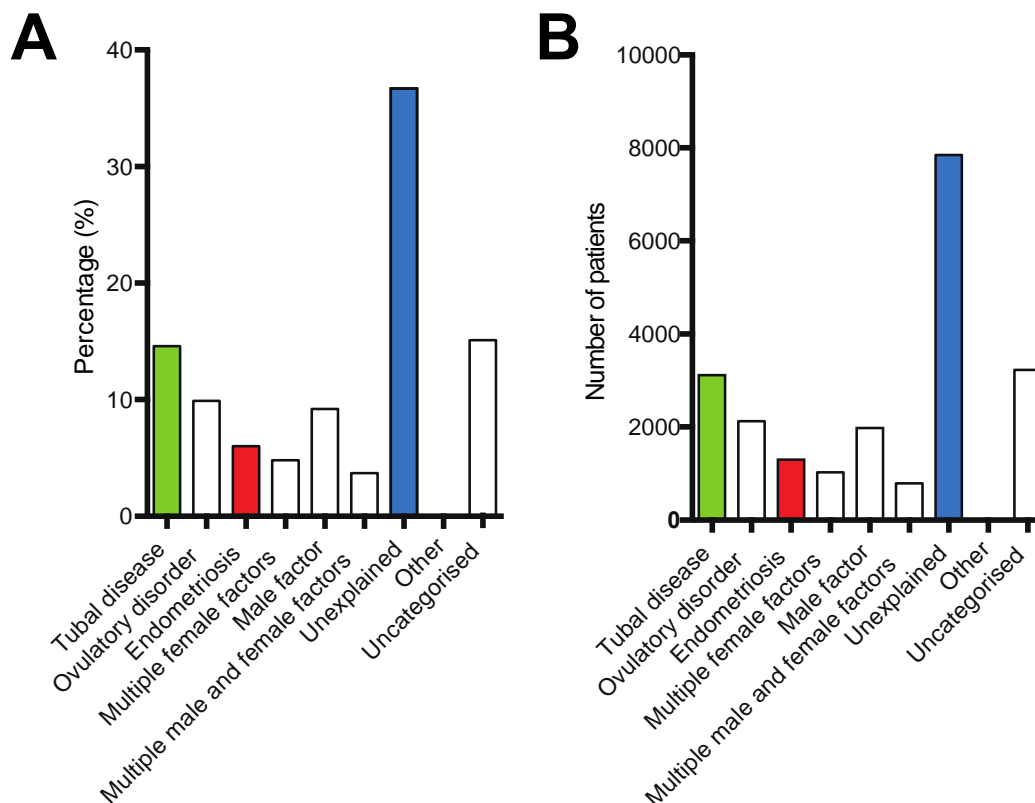 A
Percentage (%)
40
30
20
10
0
Tubal disease
Ovulatory disorder
Endometriosis
Multiple female factors
Male factor
Multiple male and female factors
Unexplained
Other
Uncategorised
B
Number of patients
10000
8000
6000
4000
2000
0
Tubal disease
Ovulatory disorder
Endometriosis
Multiple female factors
Male factor
Multiple male and female factors
Unexplained
Other
Uncategorised